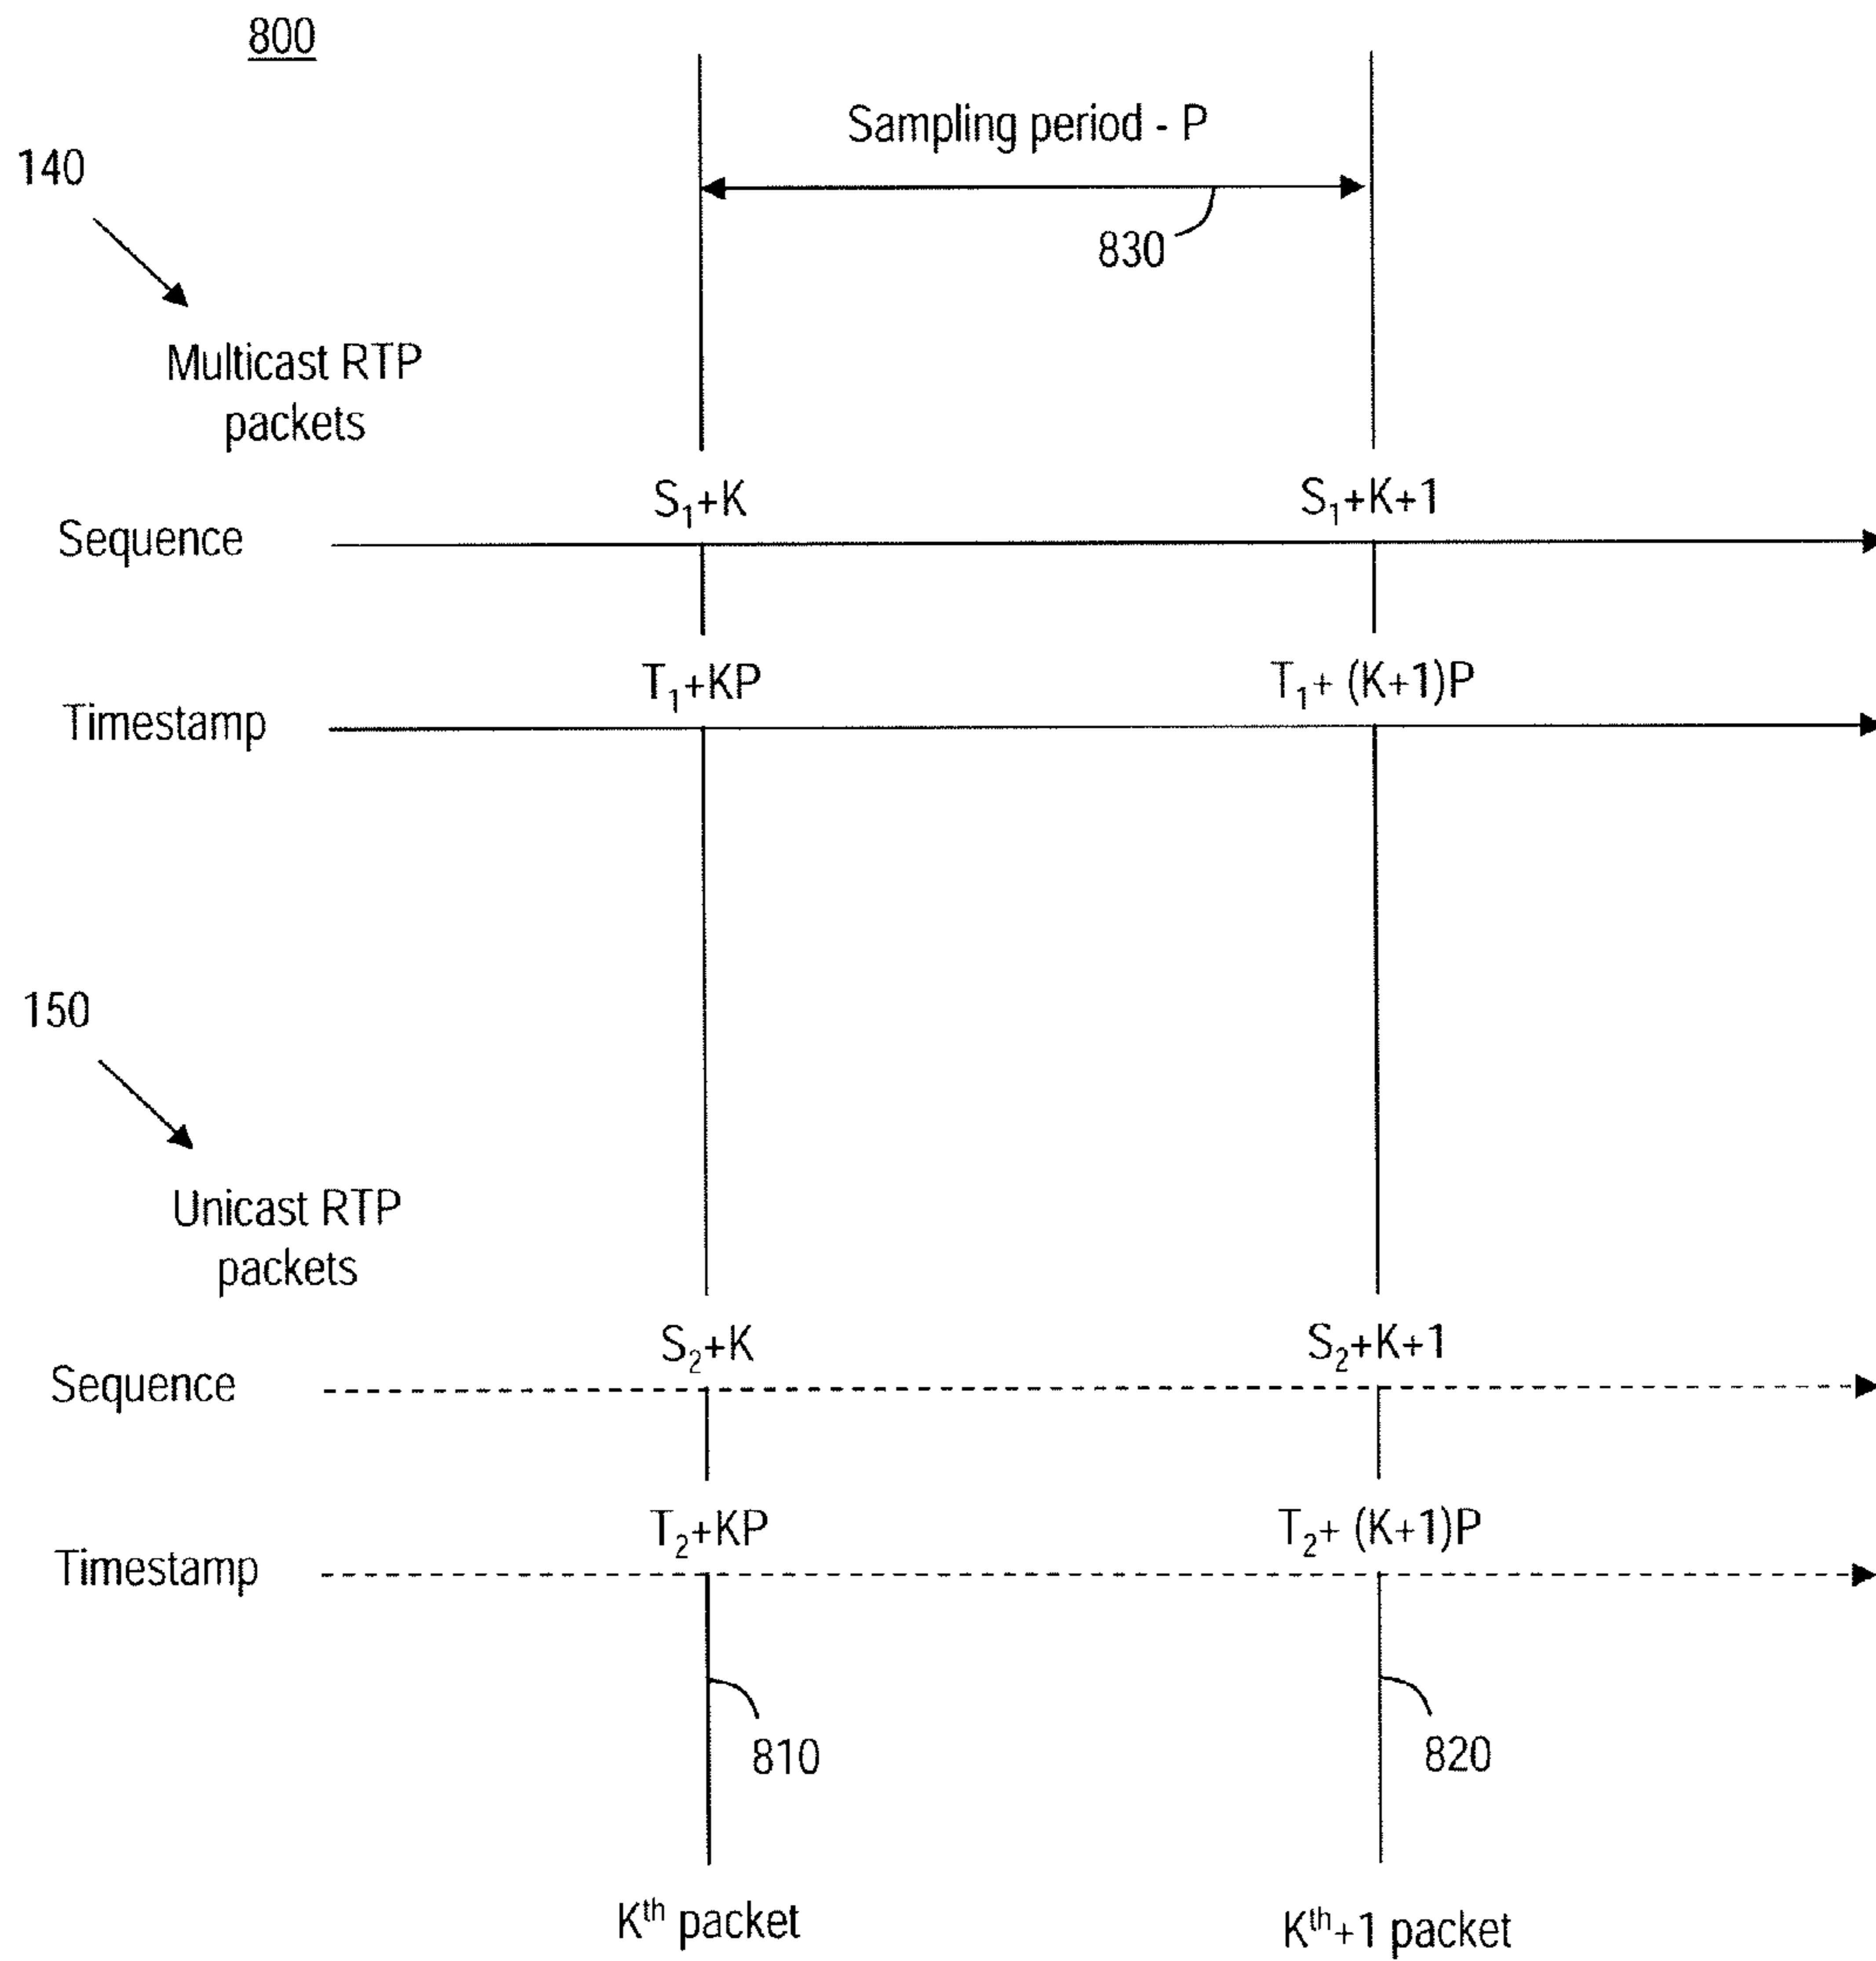 800
Sampling period - P
140
830
Multicast RTP
packets
S₁+K
S₁+K+1
Sequence
T₁+KP
T₁+ (K+1)P
Timestamp
150
Unicast RTP
packets
S₂+K
S₂+K+1
Sequence
T₂+KP
T₂+ (K+1)P
Timestamp
810
820
Kᵗʰ packet
Kᵗʰ+1 packet